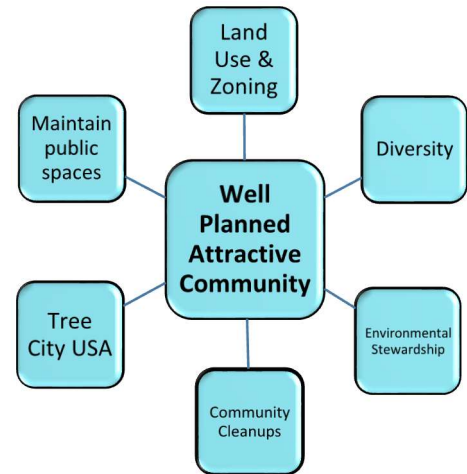 Land
Use &
Zoning
Maintain
public
spaces
Diversity
Well
Planned
Attractive
Community
Tree
City USA
Environmental
Stewardship
Community
Cleanups